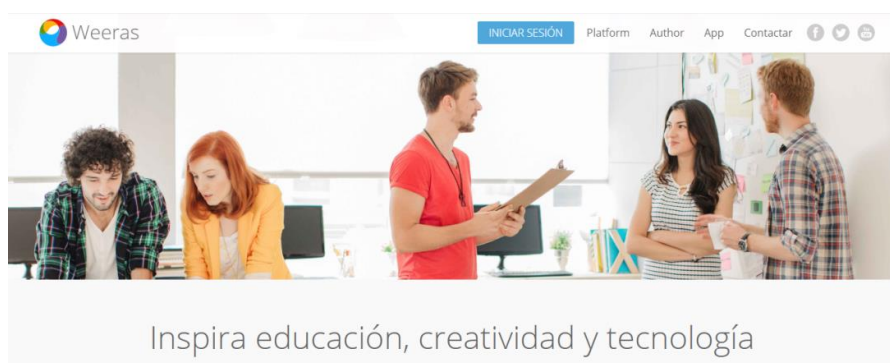 Weeras
INICIAR SESIÓN Platform Author App Contactar
Inspira educación, creatividad y tecnología